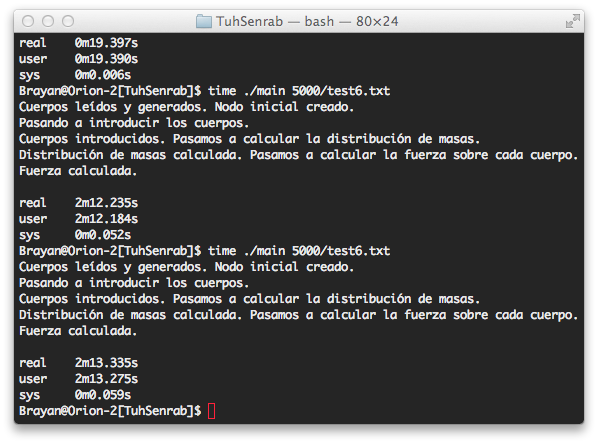 TuhSenrab — bash — 80×24
real    0m19.397s
user    0m19.390s
sys     0m0.006s
Brayan@Orion-2[TuhSenrab]$ time ./main 5000/test6.txt
Cuerpos leídos y generados. Nodo inicial creado.
Pasando a introducir los cuerpos.
Cuerpos introducidos. Pasamos a calcular la distribución de masas.
Distribución de masas calculada. Pasamos a calcular la fuerza sobre cada cuerpo.
Fuerza calculada.
real    2m12.235s
user    2m12.184s
sys     0m0.052s
Brayan@Orion-2[TuhSenrab]$ time ./main 5000/test6.txt
Cuerpos leídos y generados. Nodo inicial creado.
Pasando a introducir los cuerpos.
Cuerpos introducidos. Pasamos a calcular la distribución de masas.
Distribución de masas calculada. Pasamos a calcular la fuerza sobre cada cuerpo.
Fuerza calculada.
real    2m13.335s
user    2m13.275s
sys     0m0.059s
Brayan@Orion-2[TuhSenrab]$